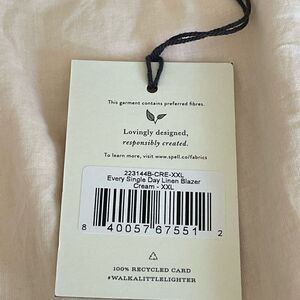 This garment contains preferred fibres.
Lovingly designed,
responsibly created.
To learn more, visit www.spell.co/fabrics
223144B-CRE-XXL
Every Single Day Linen Blazer
Cream - XXL
8 40057 67551 2
100% RECYCLED CARD
#WALKALITTLELIGHTER